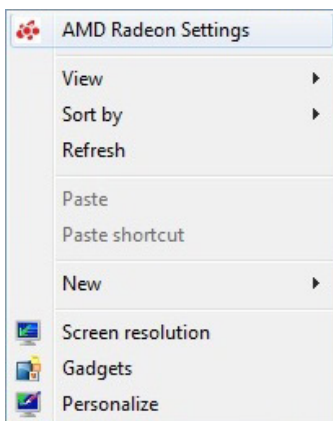 AMD Radeon Settings
View
Sort by
Refresh
Paste
Paste shortcut
New
Screen resolution
Gadgets
Personalize